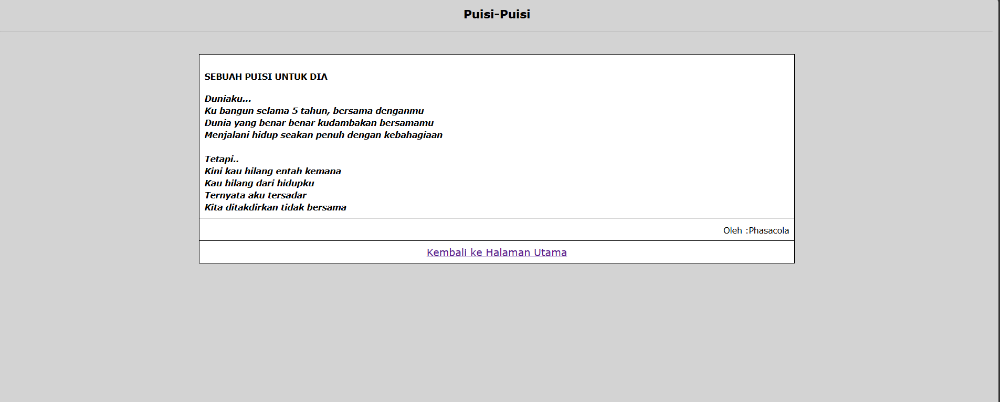 Puisi-Puisi
SEBUAH PUISI UNTUK DIA
Duniaku...
Ku bangun selama 5 tahun, bersama denganmu
Dunia yang benar benar kudambakan bersamamu
Menjalani hidup seakan penuh dengan kebahagiaan
Tetapi..
Kini kau hilang entah kemana
Kau hilang dari hidupku
Ternyata aku tersadar
Kita ditakdirkan tidak bersama
Oleh :Phasacola
Kembali ke Halaman Utama